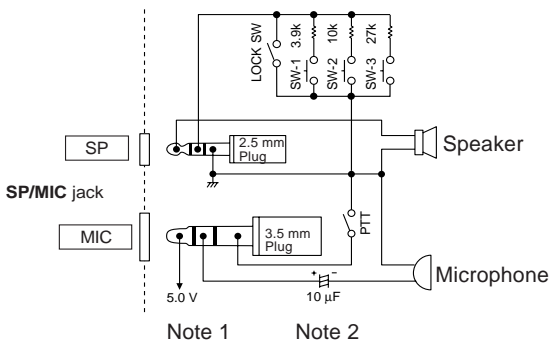 LOCK SW
3.9k
10k
27k
SW-1
SW-2
SW-3
SP
2.5 mm
Plug
Speaker
SP/MIC jack
MIC
3.5 mm
Plug
PTT
5.0 V
+ –
10 µF
Microphone
Note 1
Note 2